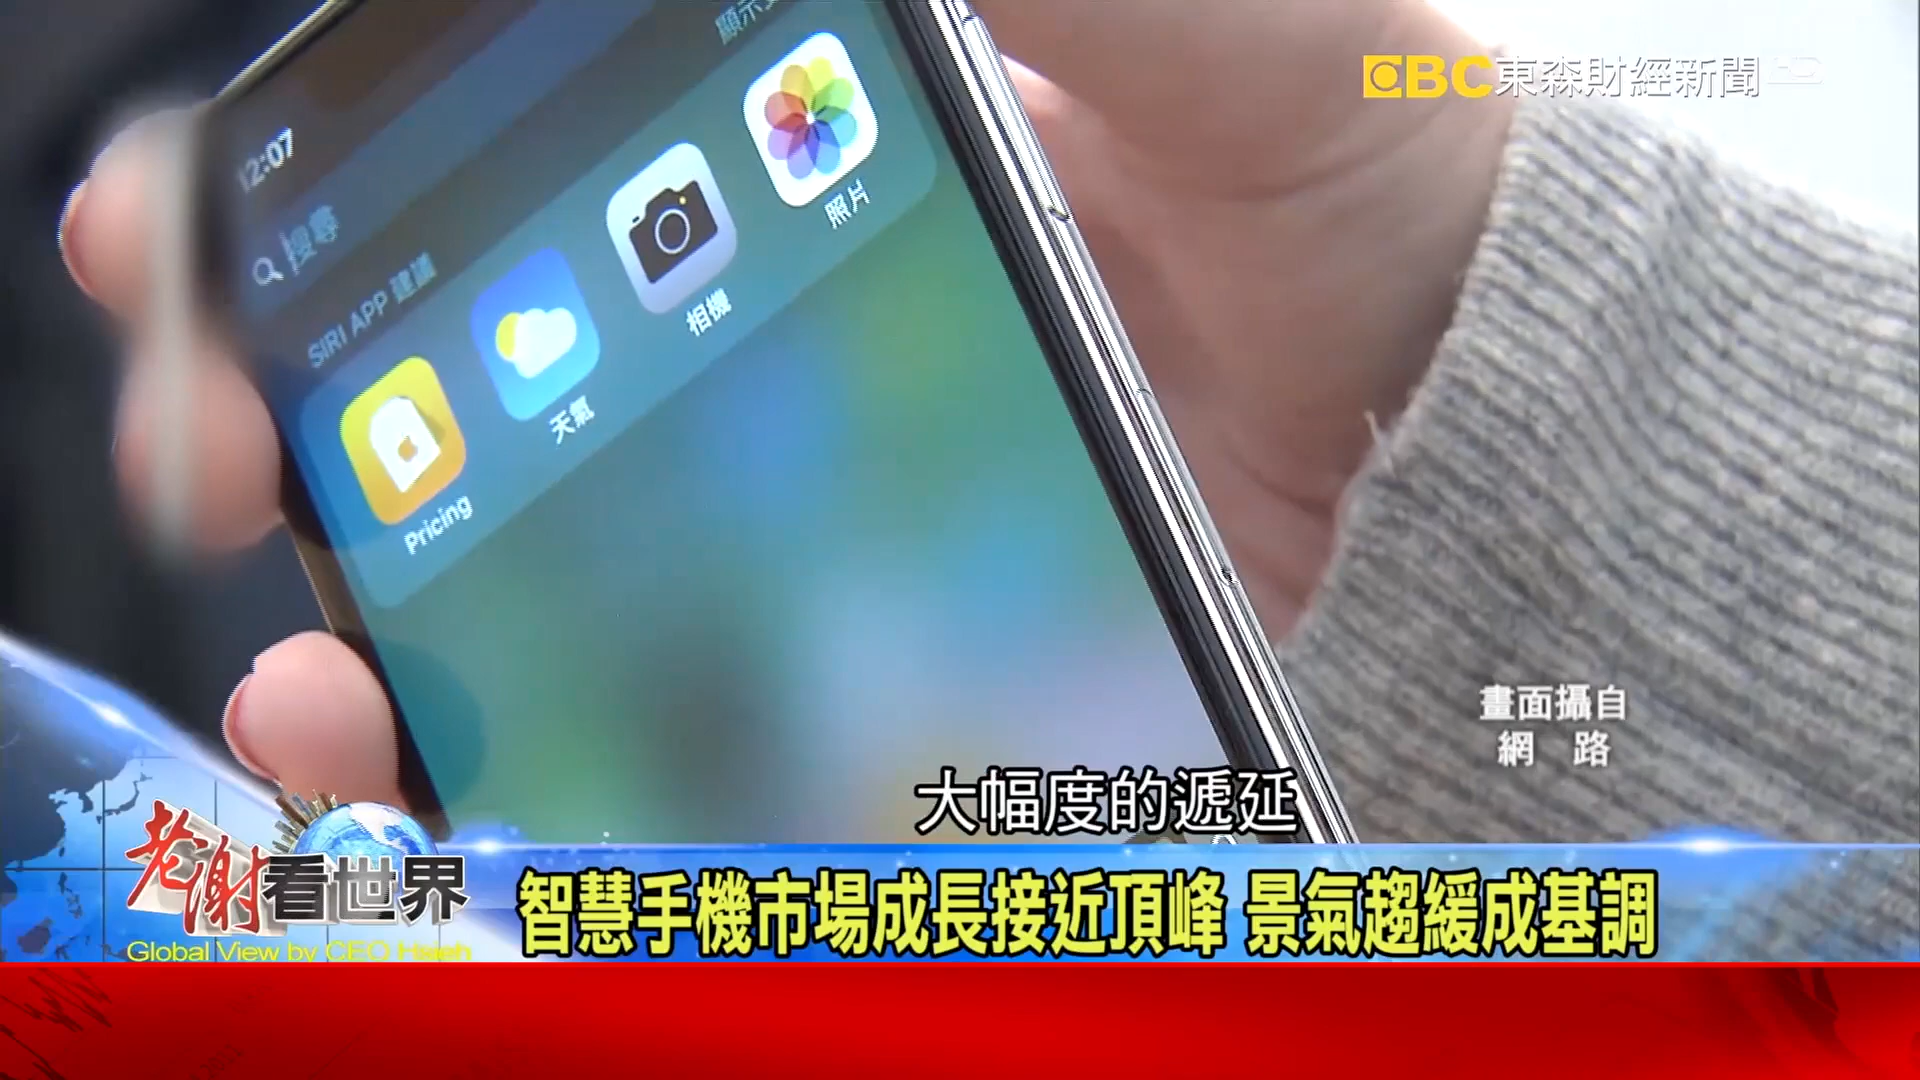 EBC東森財經新聞HD
12:07
搜尋
SIRI APP 建議
Pricing
天氣
相機
照片
畫面攝自
網 路
大幅度的遞延
智慧手機市場成長接近頂峰 景氣趨緩成基調
老謝看世界
Global View by CEO Hsieh